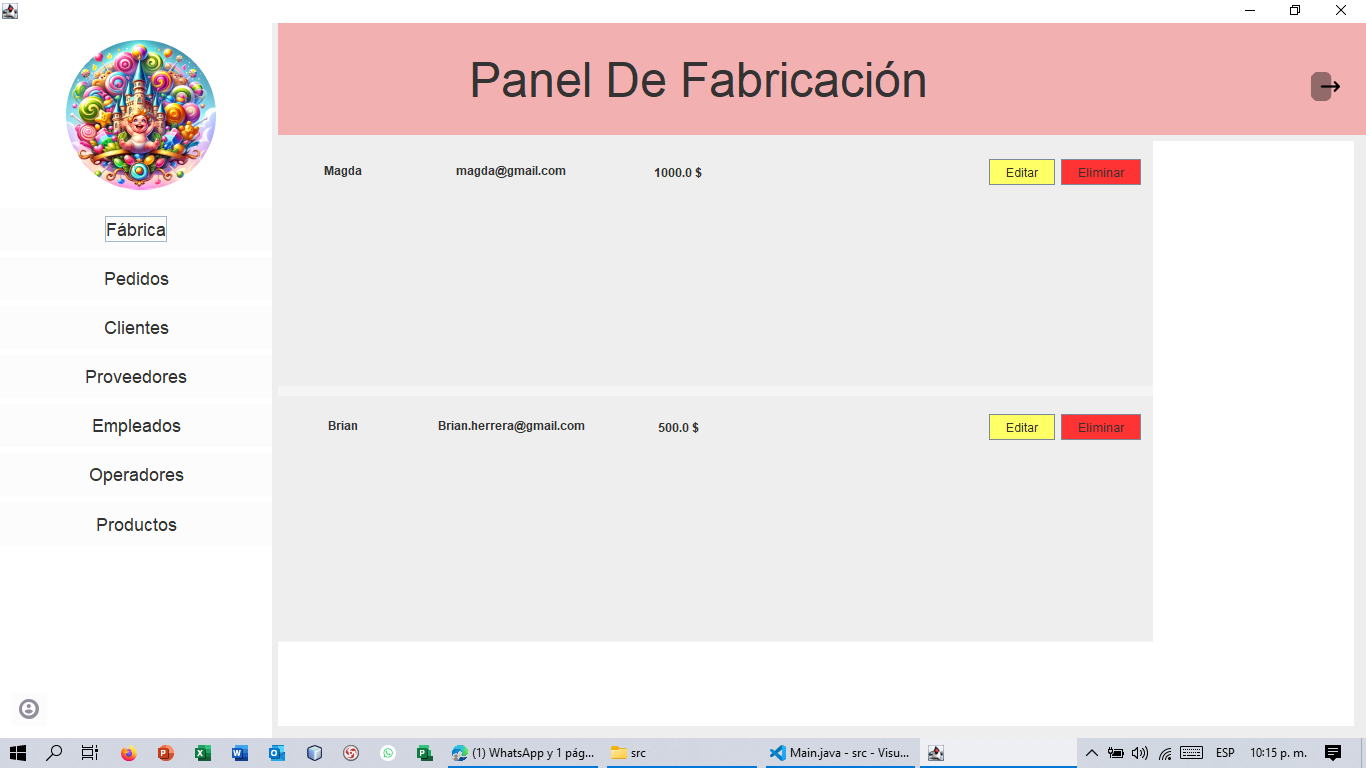 Panel De Fabricación
Fábrica
Pedidos
Clientes
Proveedores
Empleados
Operadores
Productos
Magda magda@gmail.com 1000.0 $ Editar Eliminar
Brian Brian.herrera@gmail.com 500.0 $ Editar Eliminar
(1) WhatsApp y 1 pág... src Main.java - src - Visu... ESP 10:15 p. m.